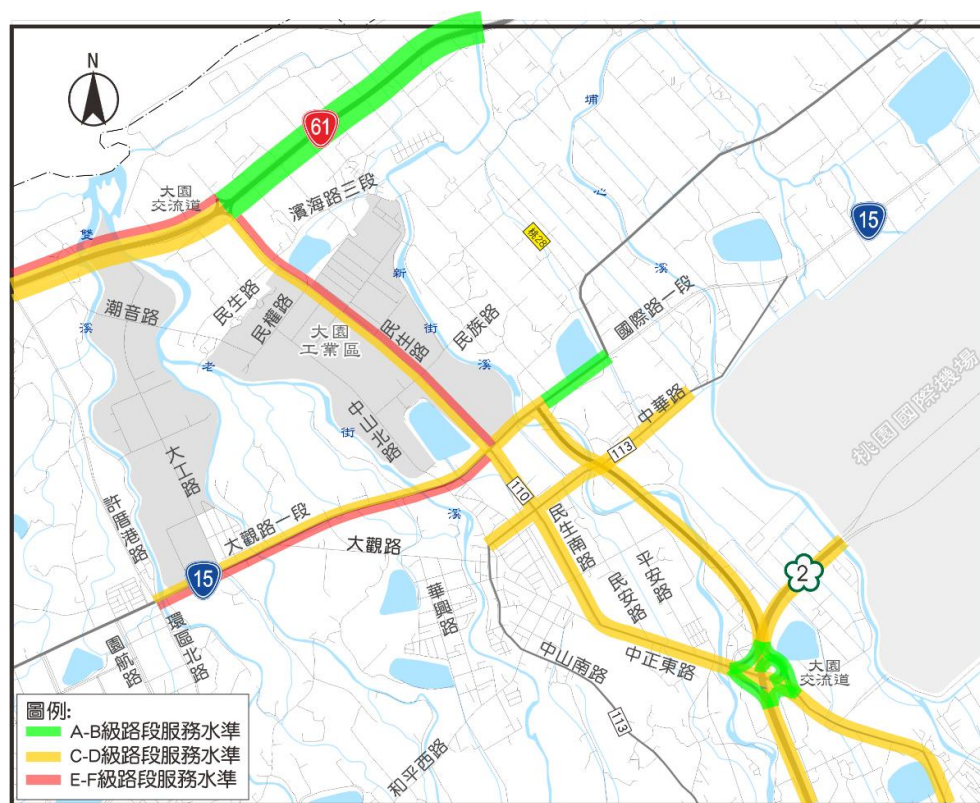 N
61
大園
交流道
濱海路三段
埔
心
溪
15
桃28
雙
溪
潮音路
民生路
民權路
大園
工業區
民生路
新
街
溪
民族路
國際路一段
中華路
113
桃園國際機場
老
街
溪
中山北路
大工路
110
許厝港路
大觀路一段
大觀路
15
民生南路
平安路
民安路
2
華興路
環區北路
園航路
中山南路
中正東路
大園
交流道
113
和平西路
圖例:
A-B級路段服務水準
C-D級路段服務水準
E-F級路段服務水準